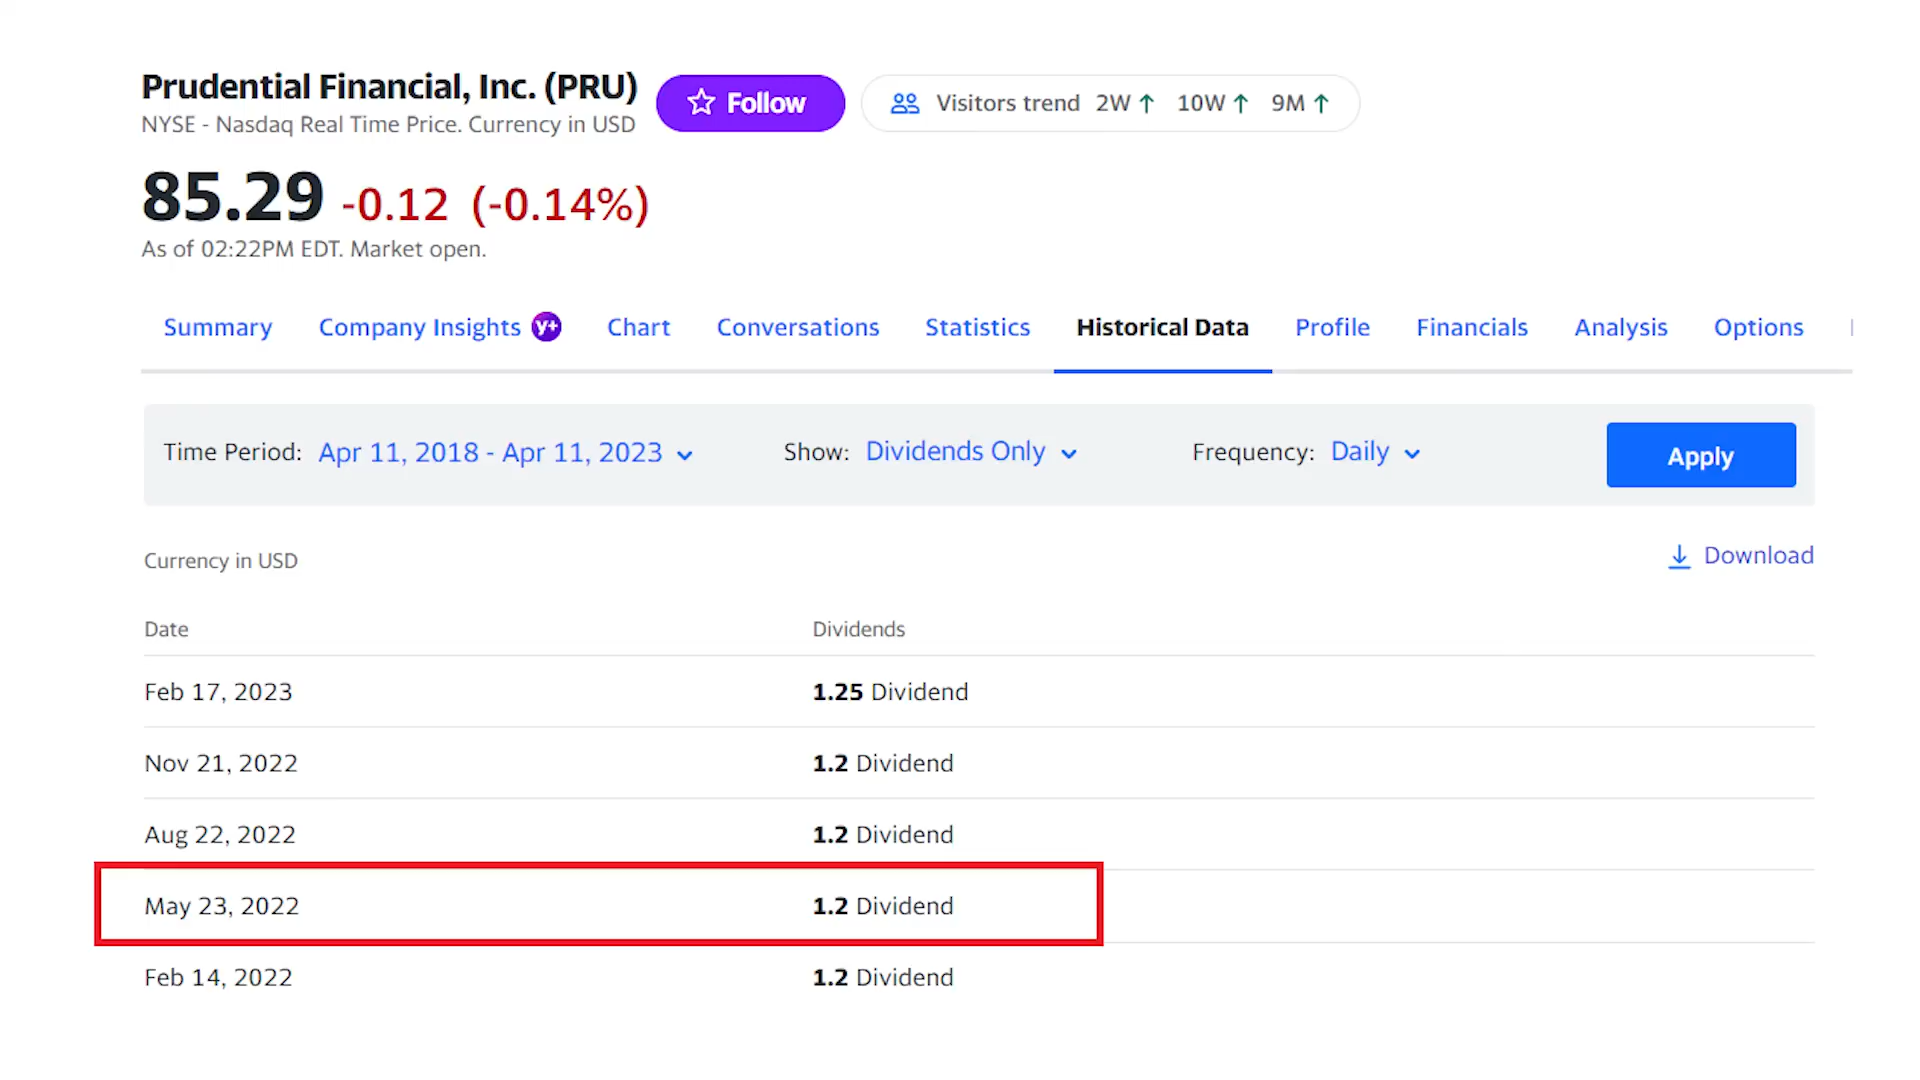 Prudential Financial, Inc. (PRU)
NYSE - Nasdaq Real Time Price. Currency in USD
Follow
Visitors trend 2W ↑ 10W ↑ 9M ↑
85.29 -0.12 (-0.14%)
As of 02:22PM EDT. Market open.
Summary Company Insights y+ Chart Conversations Statistics Historical Data Profile Financials Analysis Options
Time Period: Apr 11, 2018 - Apr 11, 2023 Show: Dividends Only Frequency: Daily Apply
Currency in USD Download
Date Dividends
Feb 17, 2023 1.25 Dividend
Nov 21, 2022 1.2 Dividend
Aug 22, 2022 1.2 Dividend
May 23, 2022 1.2 Dividend
Feb 14, 2022 1.2 Dividend